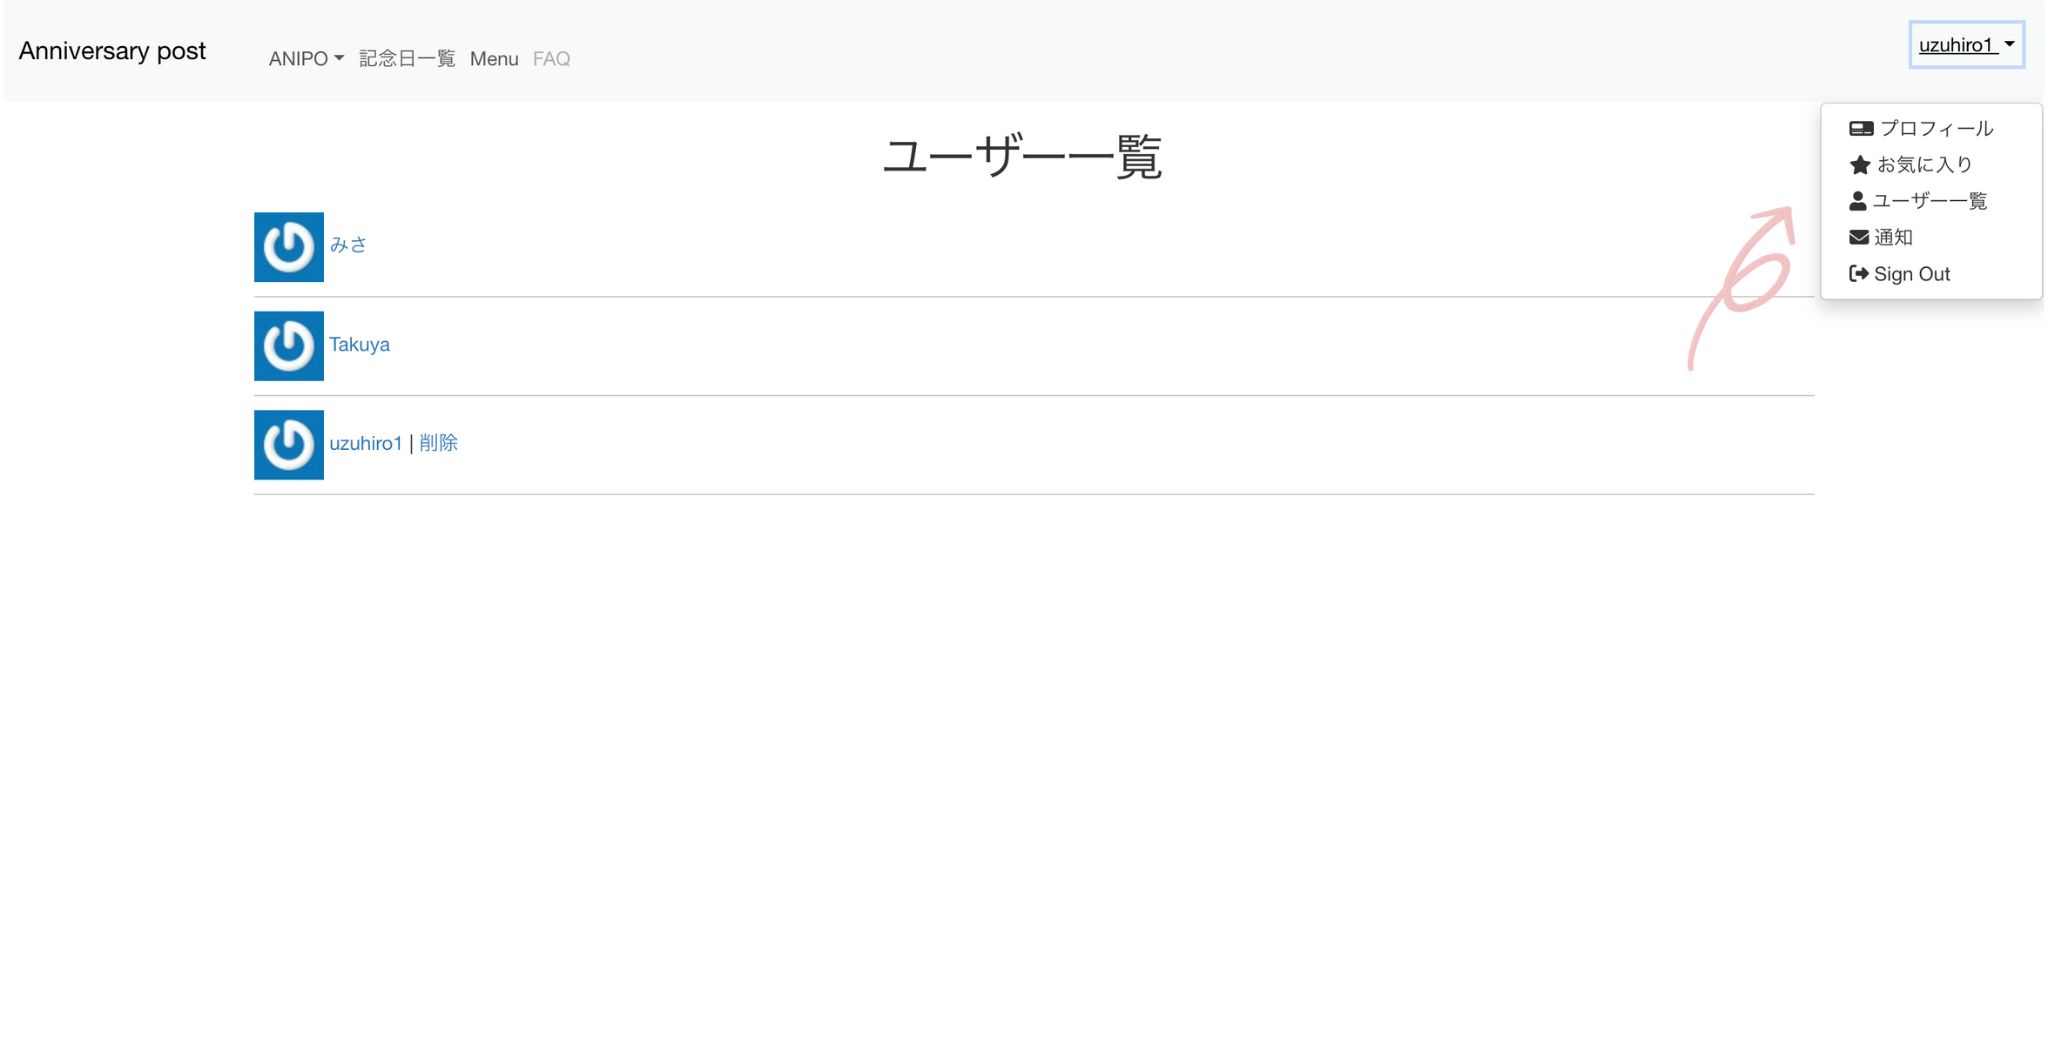 Anniversary post
ANIPO 記念日一覧 Menu FAQ
uzuhiro1
プロフィール
お気に入り
ユーザー一覧
通知
Sign Out
ユーザー一覧
みさ
Takuya
uzuhiro1 | 削除